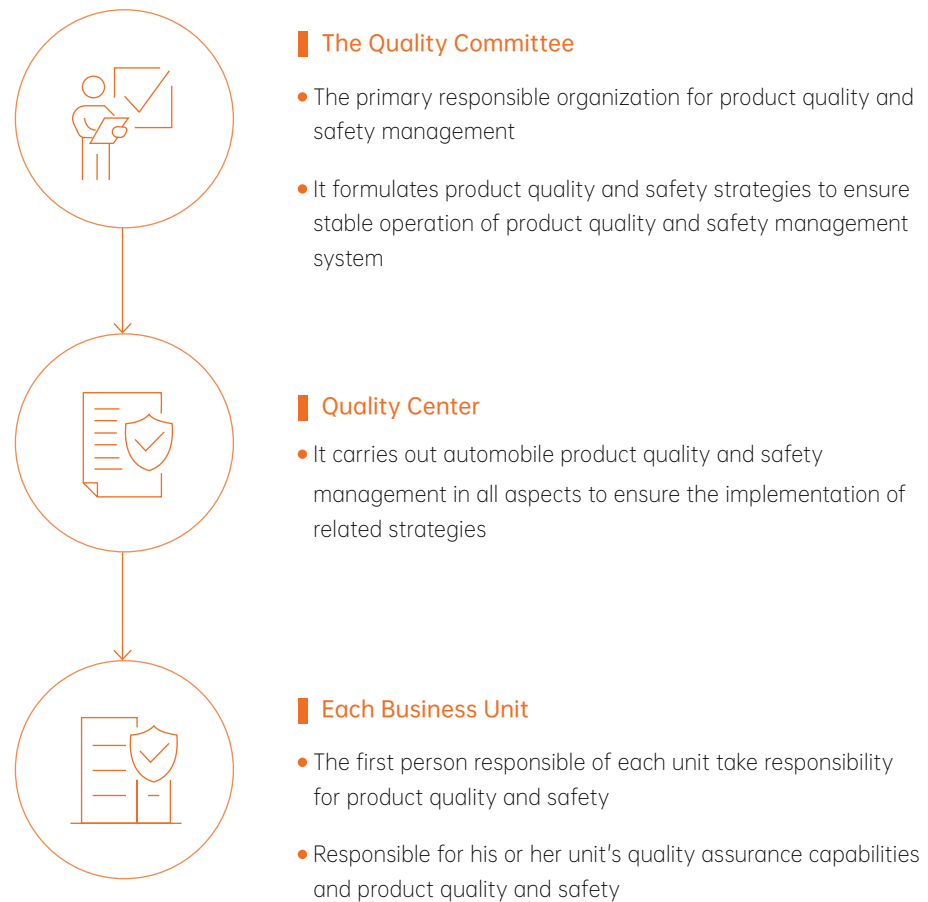 The Quality Committee
• The primary responsible organization for product quality and
safety management
• It formulates product quality and safety strategies to ensure
stable operation of product quality and safety management
system
Quality Center
• It carries out automobile product quality and safety
management in all aspects to ensure the implementation of
related strategies
Each Business Unit
• The first person responsible of each unit take responsibility
for product quality and safety
• Responsible for his or her unit's quality assurance capabilities
and product quality and safety